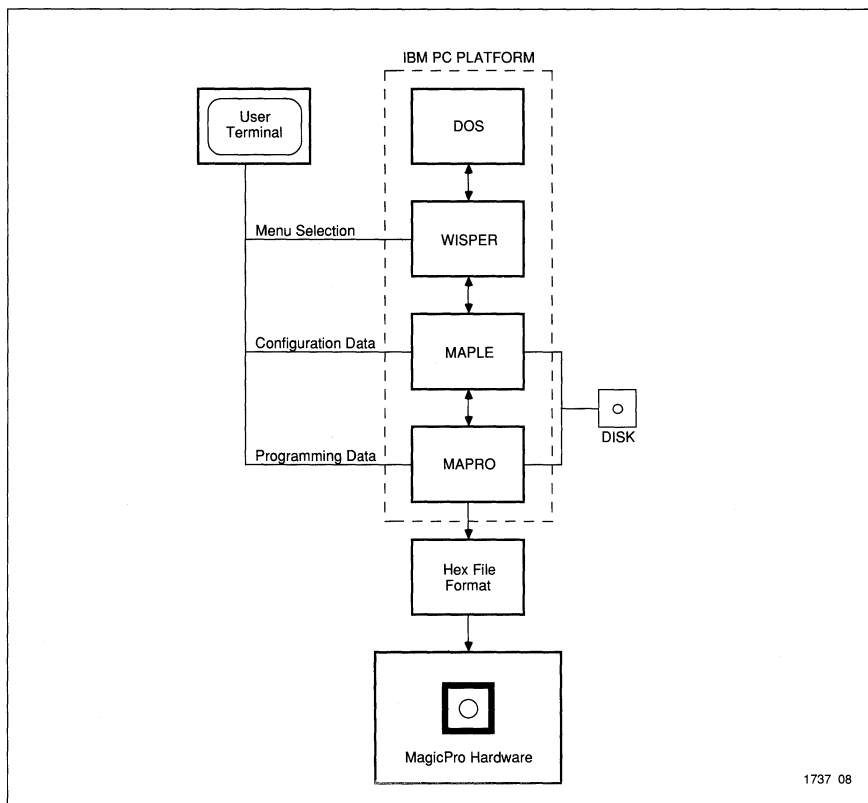 IBM PC PLATFORM
User
Terminal
DOS
Menu Selection
WISPER
Configuration Data
MAPLE
DISK
Programming Data
MAPRO
Hex File
Format
MagicPro Hardware
1737 08